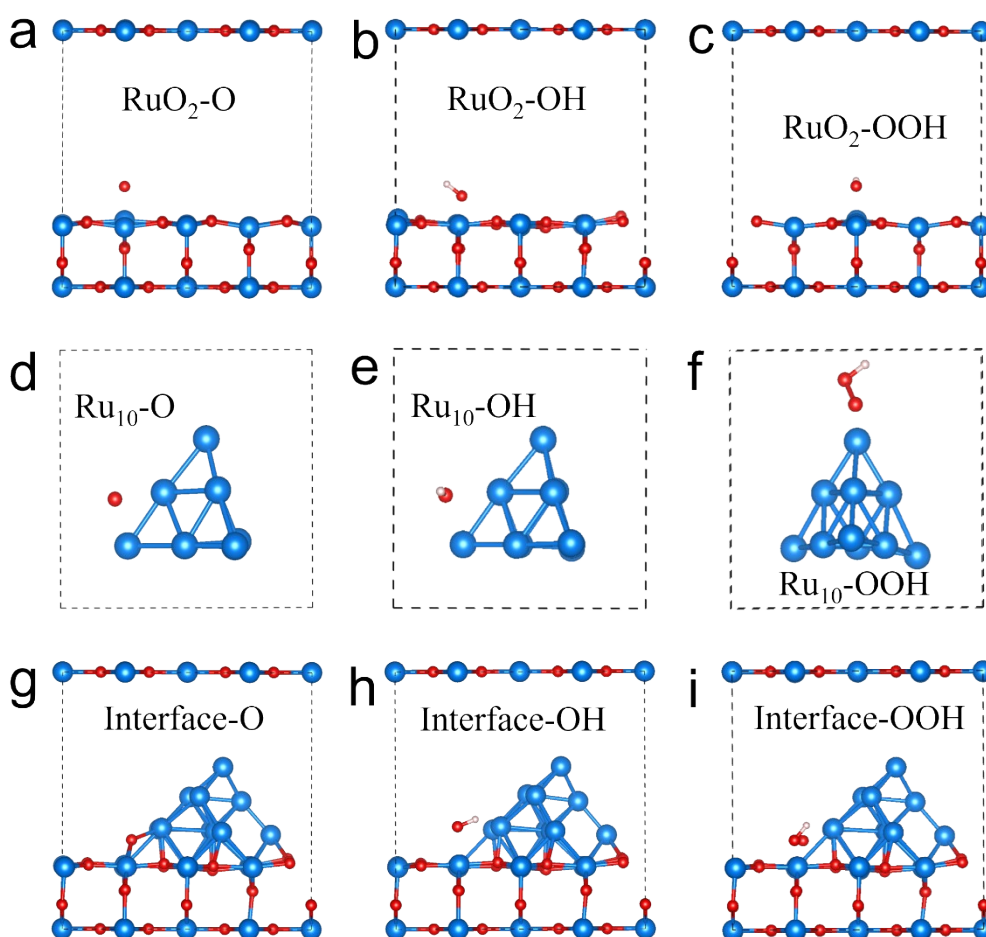 a
b
c
RuO₂-O
RuO₂-OH
RuO₂-OOH
d
e
f
Ru₁₀-O
Ru₁₀-OH
Ru₁₀-OOH
g
h
i
Interface-O
Interface-OH
Interface-OOH